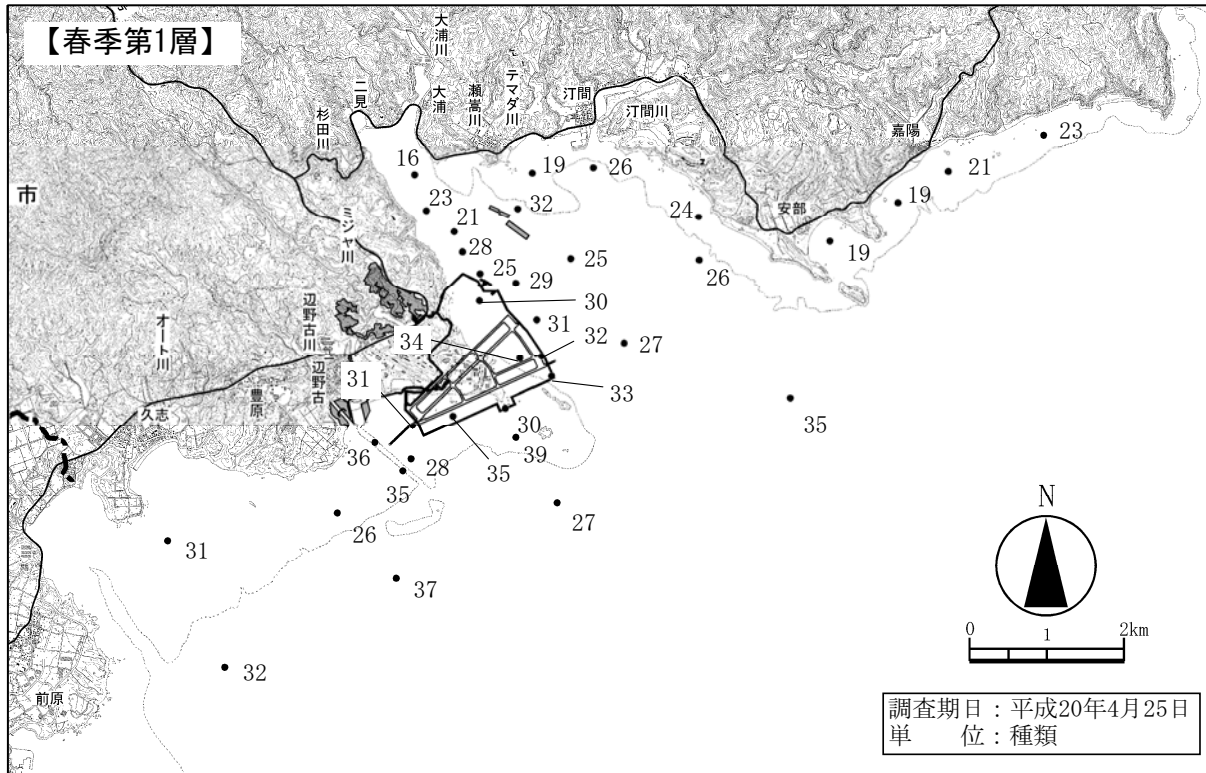 【春季第1層】
大浦川
テマダ川
二見
大浦
瀬嵩川
汀間
杉田川
汀間川
嘉陽
23
16
19
26
21
市
23
32
24
安部
19
21
ミジャ川
28
19
25
25
29
26
30
辺野古川
オート川
31
34
32
27
辺野古
31
33
豊原
久志
35
30
36
28
35
39
35
26
27
N
31
37
0 1 2km
32
前原
調査期日：平成20年4月25日
単　　位：種類